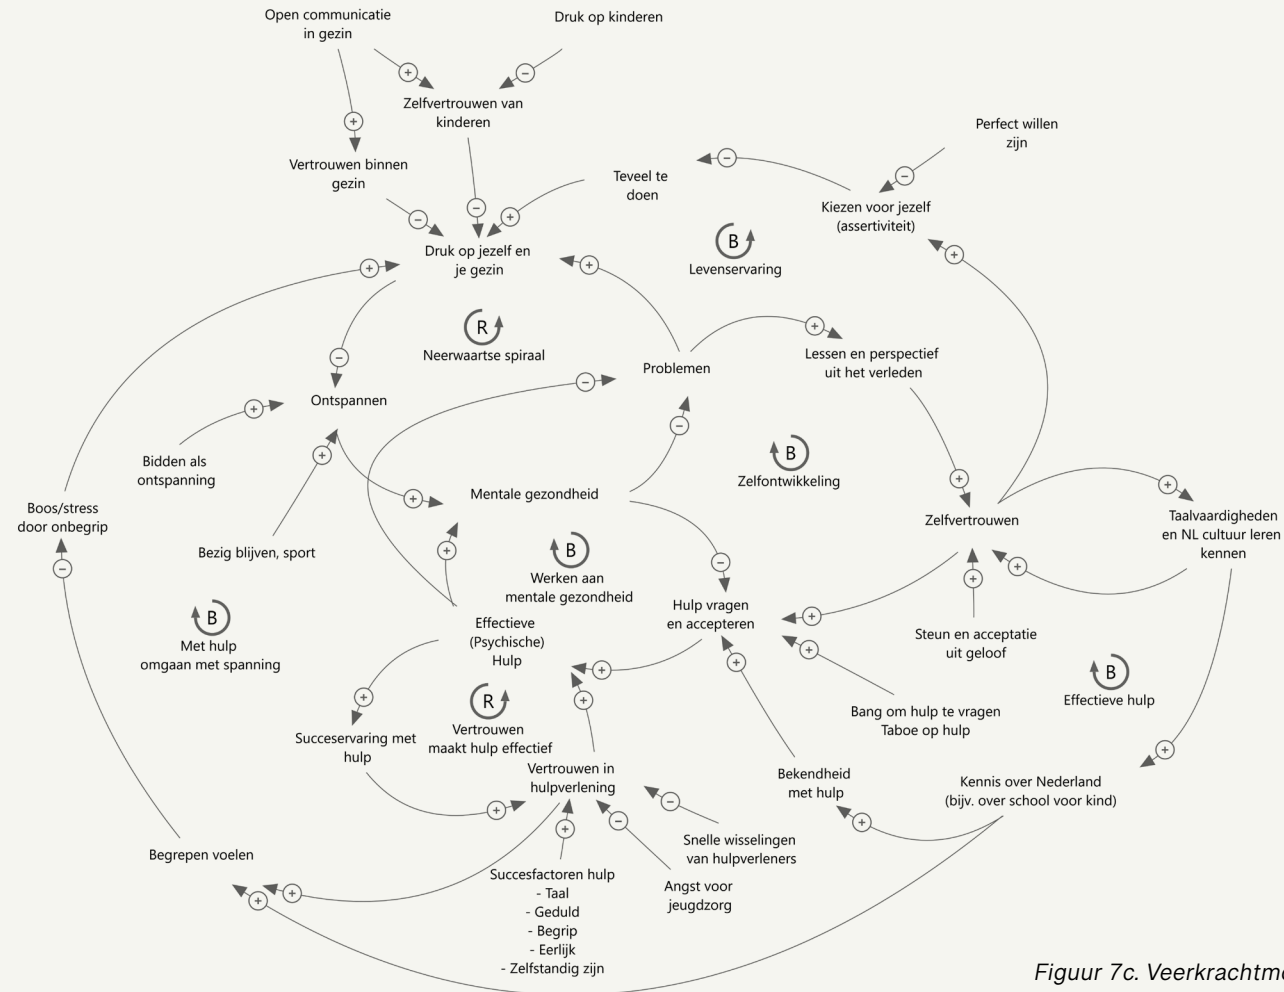 Open communicatie
in gezin
Druk op kinderen
+
−
Zelfvertrouwen van
kinderen
+
Perfect willen
zijn
Vertrouwen binnen
gezin
−
Teveel te
doen
−
Kiezen voor jezelf
(assertiviteit)
−
−
+
Druk op jezelf en
je gezin
B
Levenservaring
+
+
+
R
Neerwaartse spiraal
−
+
Lessen en perspectief
uit het verleden
Problemen
−
Ontspannen
+
−
B
Zelfontwikkeling
Bidden als
ontspanning
+
Mentale gezondheid
+
+
+
Boos/stress
door onbegrip
Zelfvertrouwen
Taalvaardigheden
en NL cultuur leren
kennen
Bezig blijven, sport
+
B
Werken aan
mentale gezondheid
−
−
+
+
Hulp vragen
en accepteren
+
B
Met hulp
omgaan met spanning
Effectieve
(Psychische)
Hulp
Steun en acceptatie
uit geloof
+
+
+
B
Effectieve hulp
+
R
Vertrouwen
maakt hulp effectief
+
Bang om hulp te vragen
Taboe op hulp
Succeservaring met
hulp
+
Vertrouwen in
hulpverlening
Bekendheid
met hulp
Kennis over Nederland
(bijv. over school voor kind)
+
−
−
+
+
Snelle wisselingen
van hulpverleners
Begrepen voelen
Succesfactoren hulp
- Taal
- Geduld
- Begrip
- Eerlijk
- Zelfstandig zijn
Angst voor
jeugdzorg
+
+
Figuur 7c. Veerkrachtm